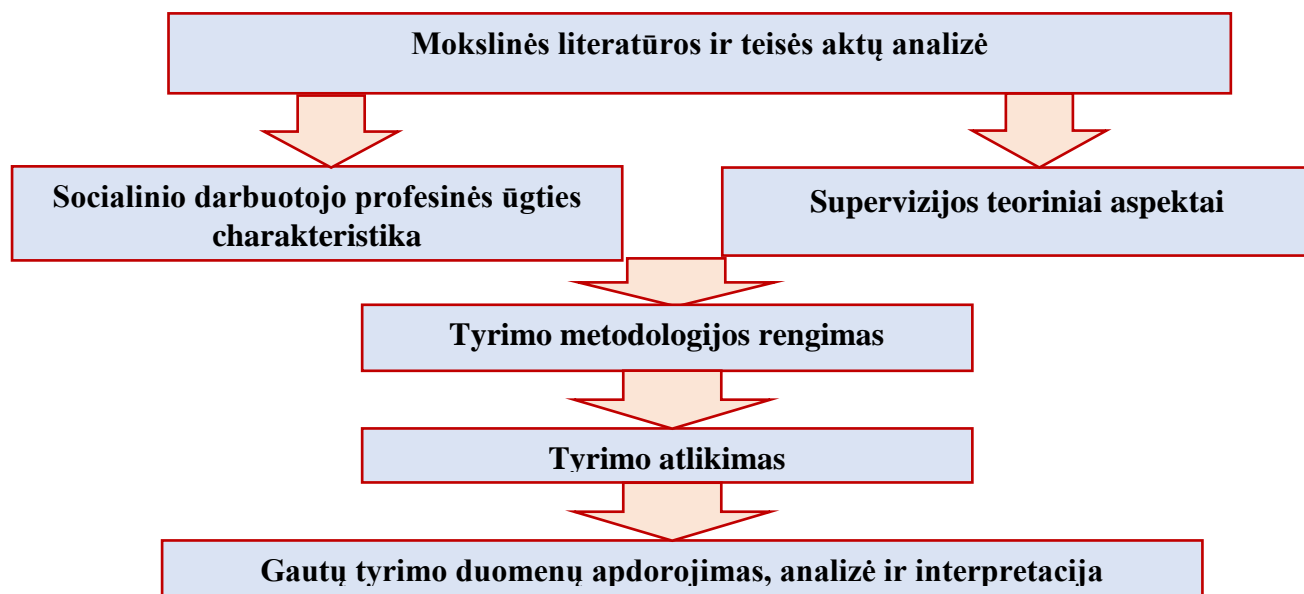 Mokslinės literatūros ir teisės aktų analizė
Socialinio darbuotojo profesinės ūgties
charakteristika
Supervizijos teoriniai aspektai
Tyrimo metodologijos rengimas
Tyrimo atlikimas
Gautų tyrimo duomenų apdorojimas, analizė ir interpretacija